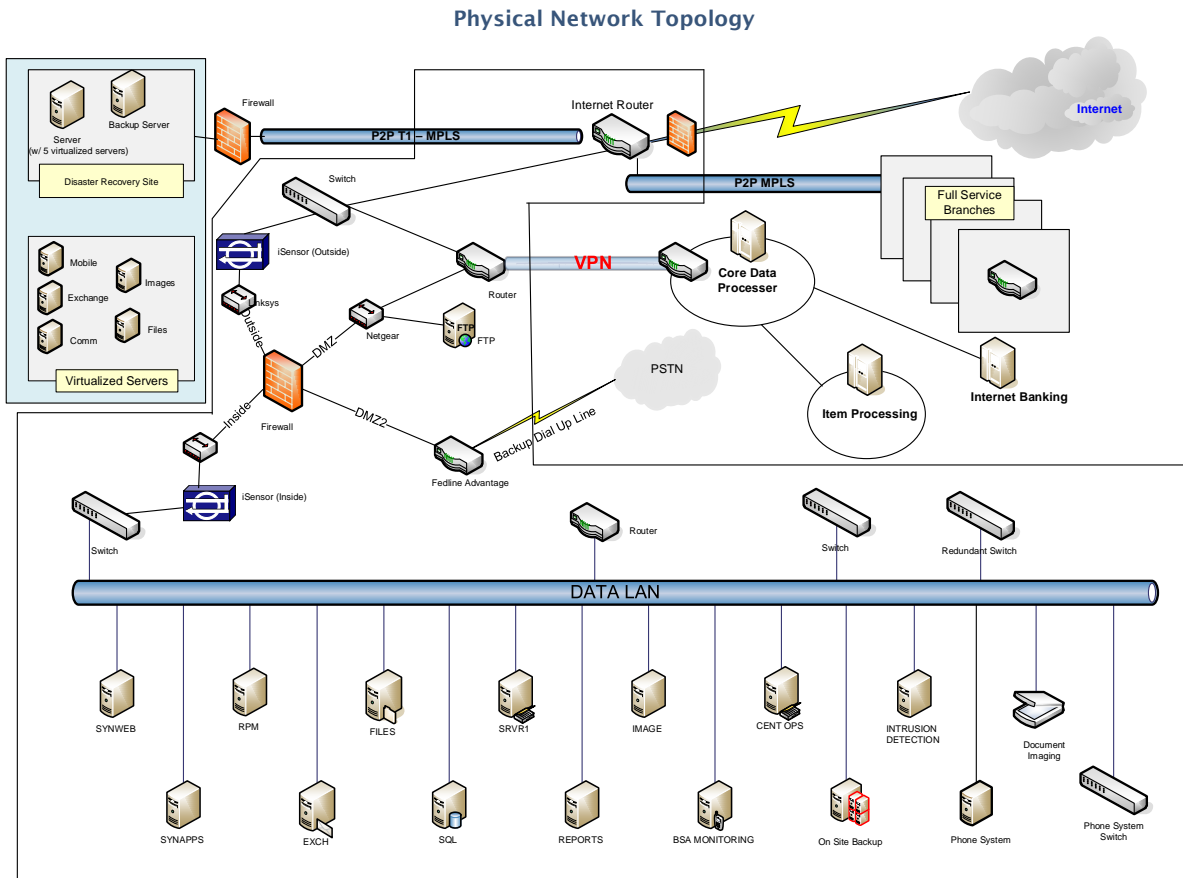 Physical Network Topology
Server
(w/ 5 virtualized servers)
Backup Server
Disaster Recovery Site
Firewall
P2P T1 – MPLS
Internet Router
Internet
P2P MPLS
Full Service
Branches
Switch
iSensor (Outside)
Linksys
Outside
Router
VPN
Core Data
Processer
Mobile
Exchange
Comm
Images
Files
Virtualized Servers
DMZ
Netgear
FTP
FTP
PSTN
Internet Banking
Item Processing
Firewall
Inside
DMZ2
Backup Dial Up Line
Fedline Advantage
iSensor (Inside)
Switch
Router
Switch
Redundant Switch
DATA LAN
SYNWEB
RPM
FILES
SRVR1
IMAGE
CENT OPS
INTRUSION
DETECTION
Document
Imaging
SYNAPPS
EXCH
SQL
REPORTS
BSA MONITORING
On Site Backup
Phone System
Phone System
Switch